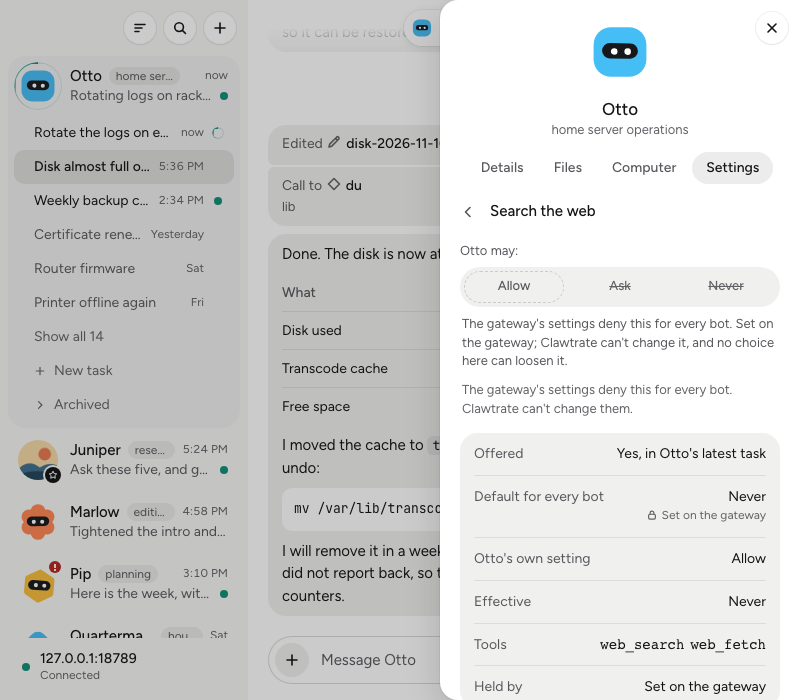 Otto home ser... now
Rotating logs on rack...
Rotate the logs on e... now
Disk almost full o... 5:36 PM
Weekly backup c... 2:34 PM
Certificate rene... Yesterday
Router firmware Sat
Printer offline again Fri
Show all 14
New task
Archived
Juniper rese... 5:24 PM
Ask these five, and g...
Marlow editi... 4:58 PM
Tightened the intro and...
Pip planning 3:10 PM
Here is the week, wit...
Quarterma hou Sat
127.0.0.1:18789
Connected
so it can be restor
Edited disk-2026-11-1
Call to du
lib
Done. The disk is now at
What
Disk used
Transcode cache
Free space
I moved the cache to
undo:
mv /var/lib/transco
I will remove it in a week
did not report back, so t
counters.
Message Otto
Otto
home server operations
Details Files Computer Settings
Search the web
Otto may:
Allow Ask Never
The gateway's settings deny this for every bot. Set on
the gateway; Clawtrate can't change it, and no choice
here can loosen it.
The gateway's settings deny this for every bot.
Clawtrate can't change them.
Offered Yes, in Otto's latest task
Default for every bot Never
Set on the gateway
Otto's own setting Allow
Effective Never
Tools web_search web_fetch
Held by Set on the gateway